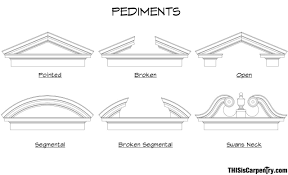 PEDIMENTS
Pointed
Broken
Open
Segmental
Broken Segmental
Swans Neck
THISisCarpentry.com